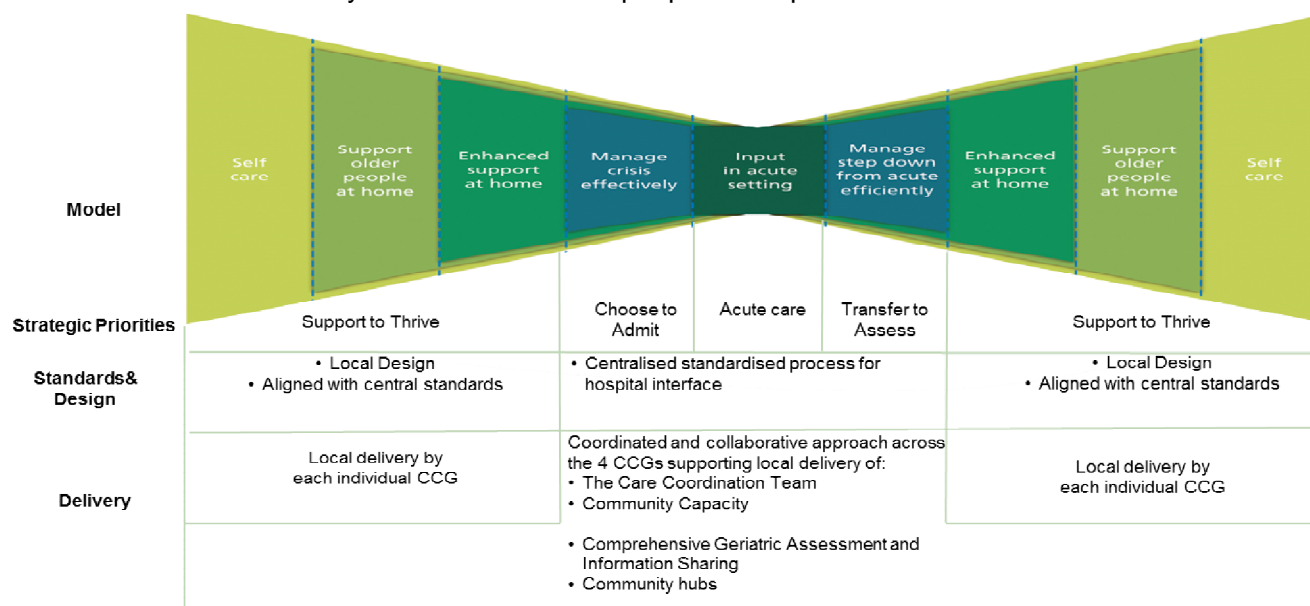 Self
care
Support
older
people
at home
Enhanced
support
at home
Manage
crisis
effectively
Input
in acute
setting
Manage
step down
from acute
efficiently
Enhanced
support
at home
Support
older
people
at home
Self
care
Model
Strategic Priorities
Support to Thrive
Choose to
Admit
Acute care
Transfer to
Assess
Support to Thrive
Standards&
Design
• Local Design
• Aligned with central standards
• Centralised standardised process for
hospital interface
• Local Design
• Aligned with central standards
Delivery
Local delivery by
each individual CCG
Coordinated and collaborative approach across
the 4 CCGs supporting local delivery of:
• The Care Coordination Team
• Community Capacity
• Comprehensive Geriatric Assessment and
Information Sharing
• Community hubs
Local delivery by
each individual CCG